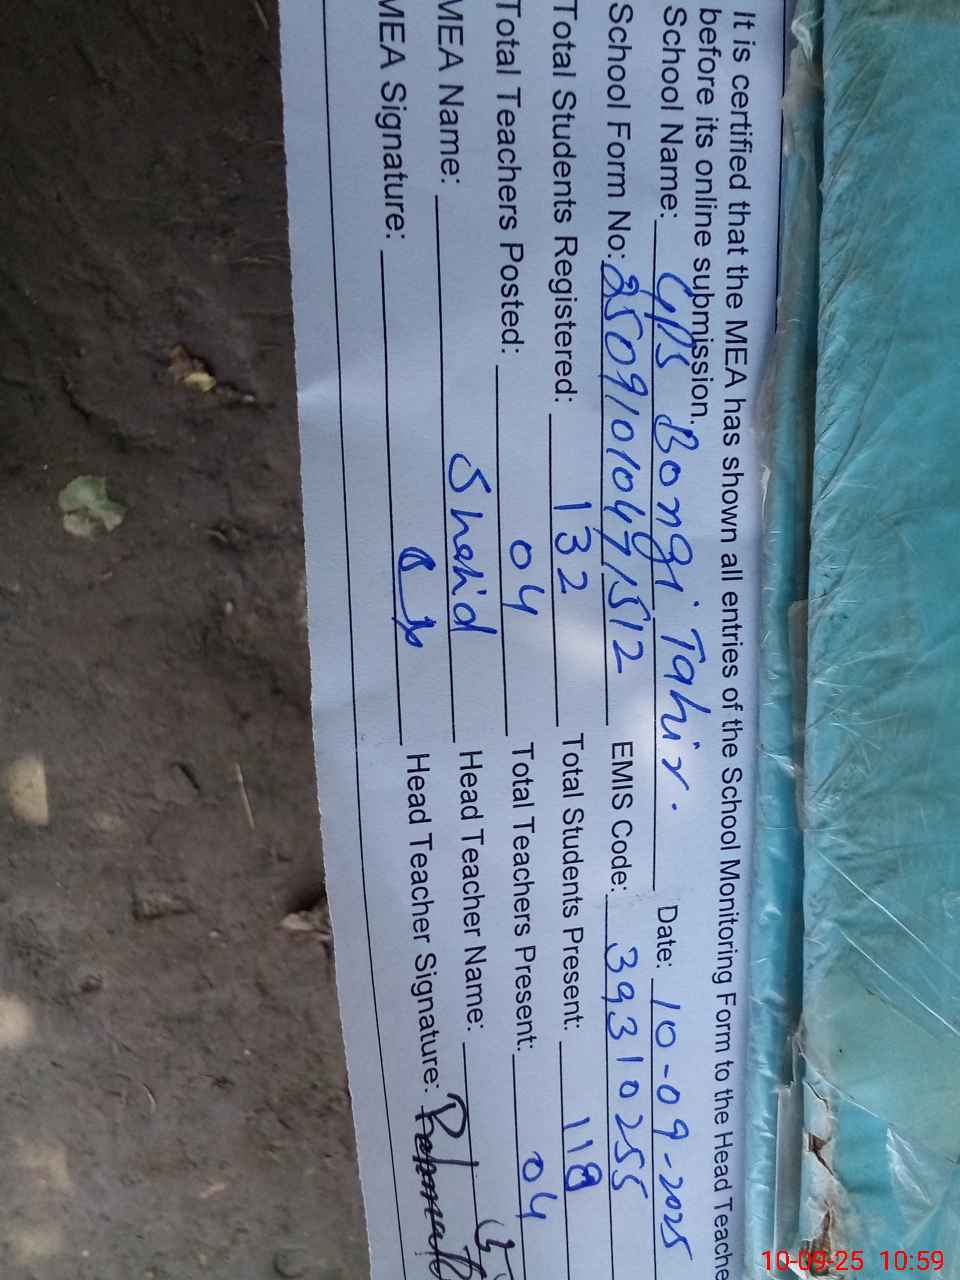 It is certified that the MEA has shown all entries of the School Monitoring Form to the Head Teache
before its online submission.
School Name: GPS Bongi Tahir. Date: 10-09-2025
School Form No: 25091010471512 EMIS Code: 39310255
Total Students Registered: 132 Total Students Present: 118
Total Teachers Posted: 04 Total Teachers Present: 04
MEA Name: Shahid Head Teacher Name:
MEA Signature: Head Teacher Signature:
10-09-25 10:59